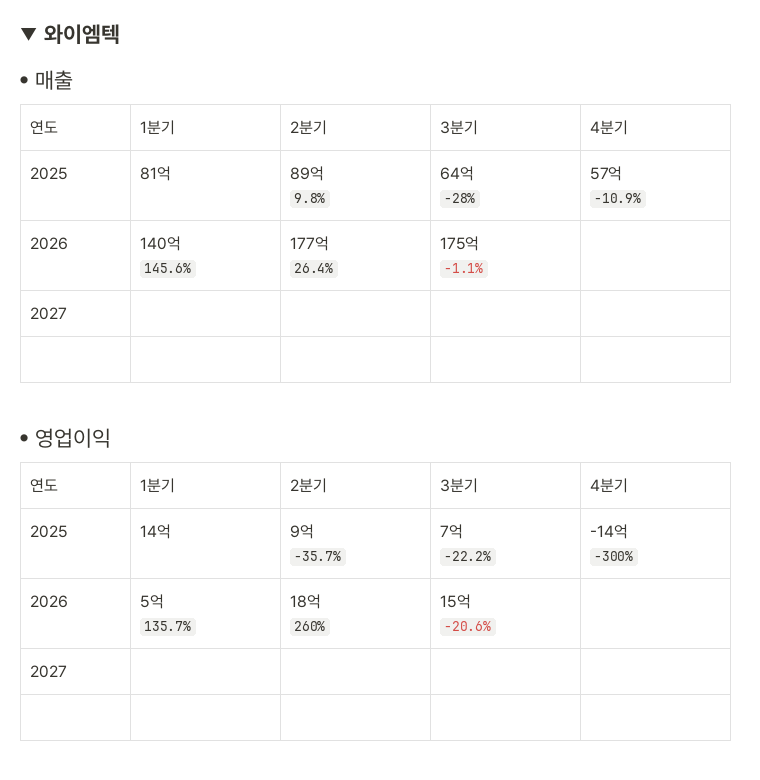 ▼ 와이엠텍
• 매출
연도 1분기 2분기 3분기 4분기
2025 81억 89억 64억 57억
9.8% -28% -10.9%
2026 140억 177억 175억
145.6% 26.4% -1.1%
2027
• 영업이익
연도 1분기 2분기 3분기 4분기
2025 14억 9억 7억 -14억
-35.7% -22.2% -300%
2026 5억 18억 15억
135.7% 260% -20.6%
2027